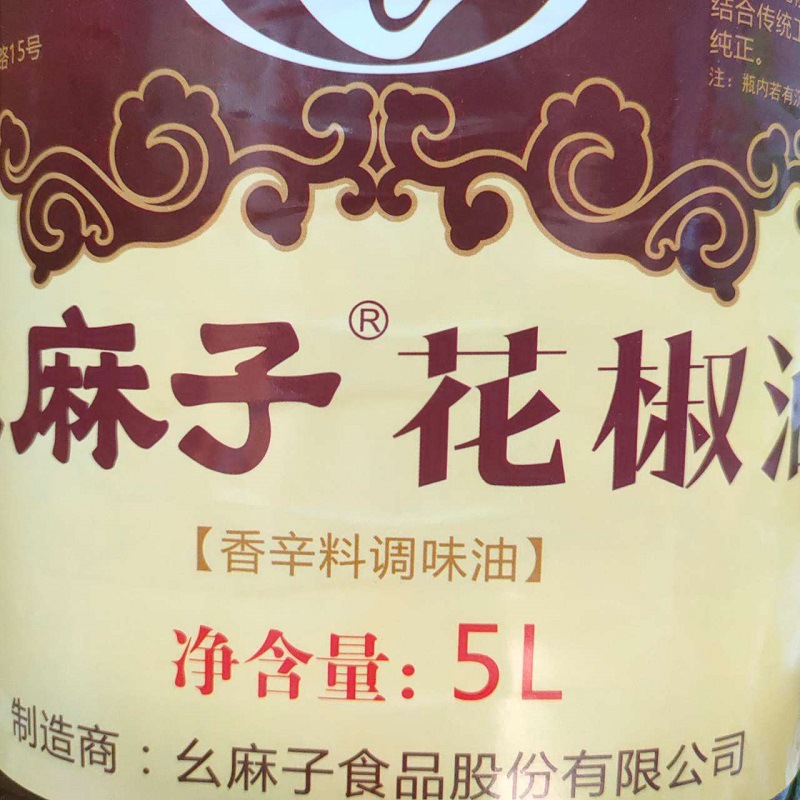 路15号
结合传统工
纯正。
注：瓶内若有沉
麻子®花椒油
【香辛料调味油】
净含量：5L
制造商：幺麻子食品股份有限公司